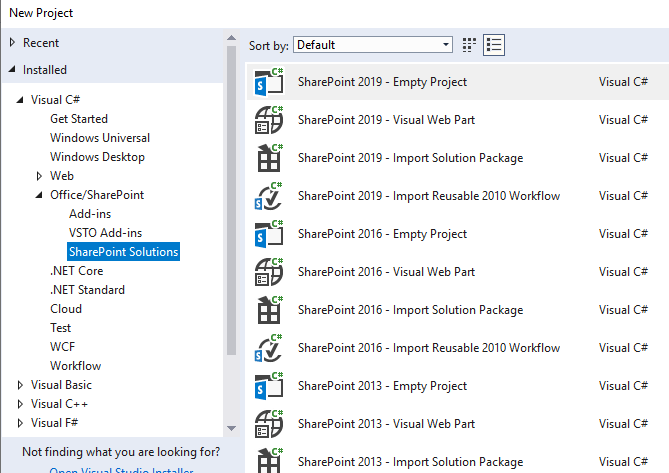 New Project
Recent
Installed
Visual C#
Get Started
Windows Universal
Windows Desktop
Web
Office/SharePoint
Add-ins
VSTO Add-ins
SharePoint Solutions
.NET Core
.NET Standard
Cloud
Test
WCF
Workflow
Visual Basic
Visual C++
Visual F#
Not finding what you are looking for?
Open Visual Studio Installer
Sort by: Default
SharePoint 2019 - Empty Project Visual C#
SharePoint 2019 - Visual Web Part Visual C#
SharePoint 2019 - Import Solution Package Visual C#
SharePoint 2019 - Import Reusable 2010 Workflow Visual C#
SharePoint 2016 - Empty Project Visual C#
SharePoint 2016 - Visual Web Part Visual C#
SharePoint 2016 - Import Solution Package Visual C#
SharePoint 2016 - Import Reusable 2010 Workflow Visual C#
SharePoint 2013 - Empty Project Visual C#
SharePoint 2013 - Visual Web Part Visual C#
SharePoint 2013 - Import Solution Package Visual C#